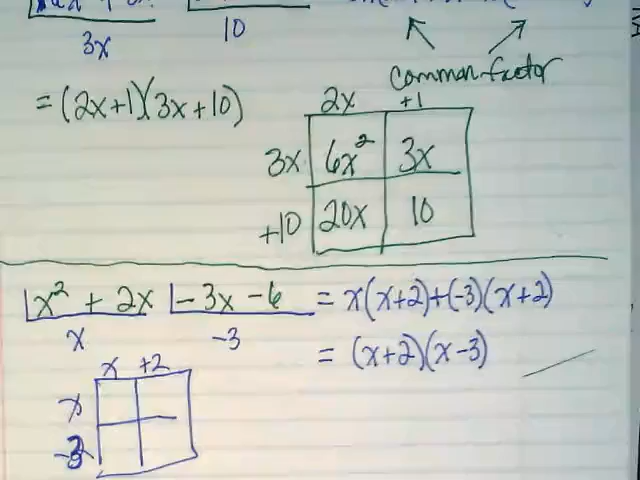 3x 10
common factor
= (2x+1)(3x+10)
2x +1
3x 6x² 3x
+10 20x 10
x² + 2x - 3x - 6 = x(x+2)+(-3)(x+2)
x -3
= (x+2)(x-3)
x +2
x
-3